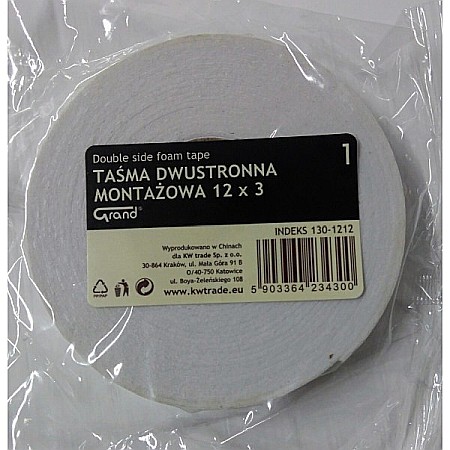 Double side foam tape
TAŚMA DWUSTRONNA
MONTAŻOWA 12 x 3
1
Grand®
INDEKS 130-1212
Wyprodukowano w Chinach
dla KW trade Sp. z o.o.
30-864 Kraków, ul. Mała Góra 91 B
O/40-750 Katowice
ul. Boya-Żeleńskiego 108
www.kwtrade.eu
5 903364 234300